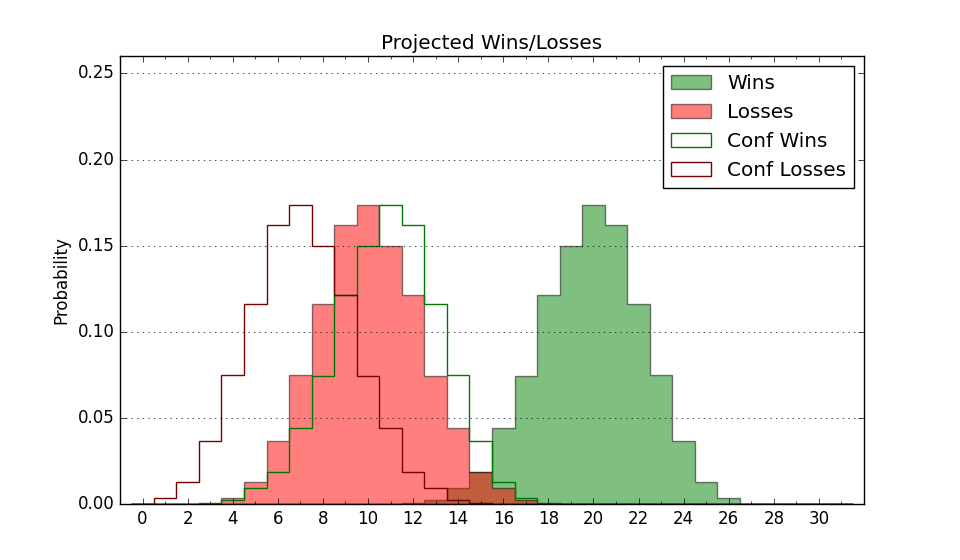 Projected Wins/Losses
Wins
Losses
Conf Wins
Conf Losses
Probability
0.25
0.20
0.15
0.10
0.05
0.00
0 2 4 6 8 10 12 14 16 18 20 22 24 26 28 30